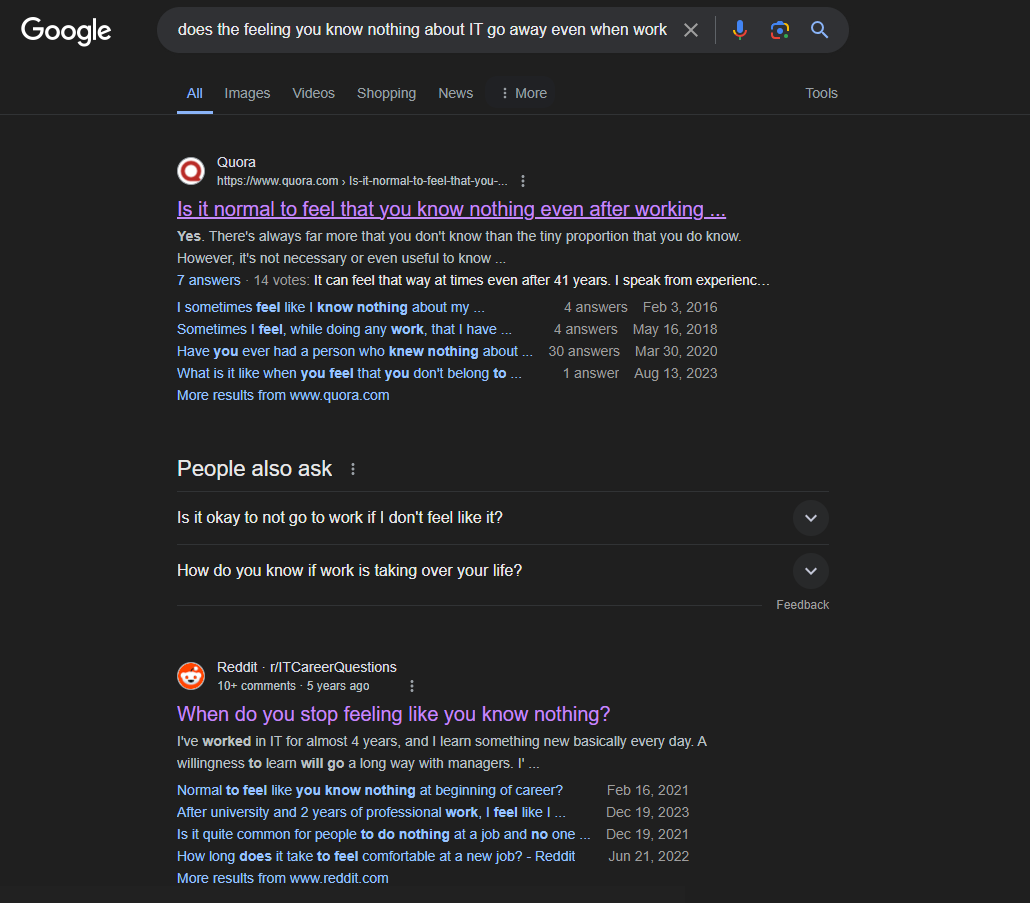 Google
does the feeling you know nothing about IT go away even when work
All Images Videos Shopping News More Tools
Quora
https://www.quora.com › Is-it-normal-to-feel-that-you-...
Is it normal to feel that you know nothing even after working ...
Yes. There's always far more that you don't know than the tiny proportion that you do know.
However, it's not necessary or even useful to know ...
7 answers · 14 votes: It can feel that way at times even after 41 years. I speak from experienc...
I sometimes feel like I know nothing about my ... 4 answers Feb 3, 2016
Sometimes I feel, while doing any work, that I have ... 4 answers May 16, 2018
Have you ever had a person who knew nothing about ... 30 answers Mar 30, 2020
What is it like when you feel that you don't belong to ... 1 answer Aug 13, 2023
More results from www.quora.com
People also ask
Is it okay to not go to work if I don't feel like it?
How do you know if work is taking over your life?
Feedback
Reddit · r/ITCareerQuestions
10+ comments · 5 years ago
When do you stop feeling like you know nothing?
I've worked in IT for almost 4 years, and I learn something new basically every day. A
willingness to learn will go a long way with managers. I' ...
Normal to feel like you know nothing at beginning of career? Feb 16, 2021
After university and 2 years of professional work, I feel like I ... Dec 19, 2023
Is it quite common for people to do nothing at a job and no one ... Dec 19, 2021
How long does it take to feel comfortable at a new job? - Reddit Jun 21, 2022
More results from www.reddit.com